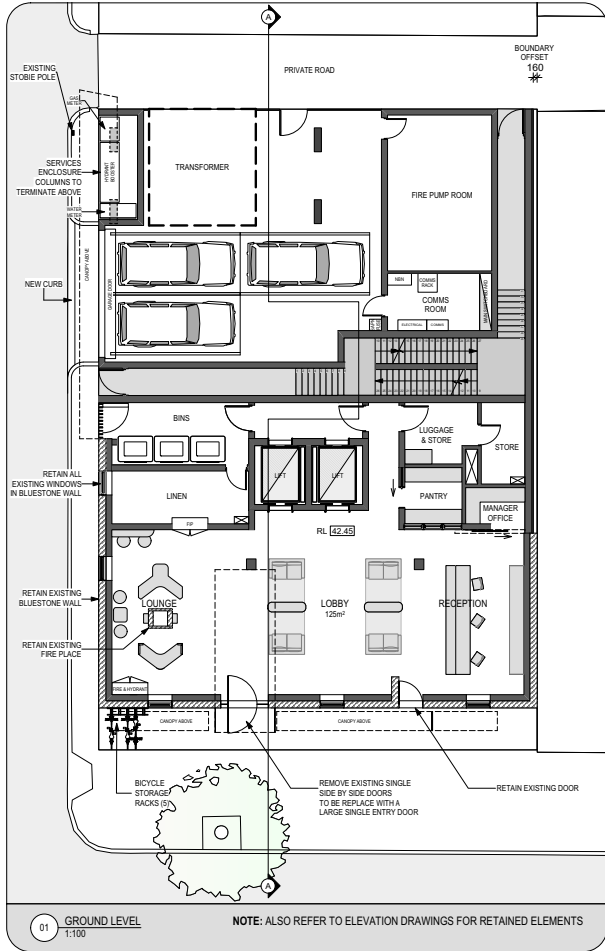 A
EXISTING
STOBIE POLE
PRIVATE ROAD
BOUNDARY
OFFSET
160
GAS
METER
SERVICES
ENCLOSURE
COLUMNS TO
TERMINATE ABOVE
HYDRANT
BOOSTER
TRANSFORMER
FIRE PUMP ROOM
WATER
METER
NEW CURB
CANOPY ABOVE
GARAGE DOOR
NBN
COMMS
RACK
COMMS
ROOM
ELECTRICAL
COMMS
BINS
LUGGAGE
& STORE
STORE
LIFT
LIFT
RETAIN ALL
EXISTING WINDOWS
IN BLUESTONE WALL
LINEN
PANTRY
MANAGER
OFFICE
FIP
RL 42.45
RETAIN EXISTING
BLUESTONE WALL
LOUNGE
LOBBY
125m²
RECEPTION
RETAIN EXISTING
FIRE PLACE
FIRE & HYDRANT
CANOPY ABOVE
CANOPY ABOVE
BICYCLE
STORAGE
RACKS (5)
REMOVE EXISTING SINGLE
SIDE BY SIDE DOORS
TO BE REPLACE WITH A
LARGE SINGLE ENTRY DOOR
RETAIN EXISTING DOOR
A
01 GROUND LEVEL
1:100
NOTE: ALSO REFER TO ELEVATION DRAWINGS FOR RETAINED ELEMENTS